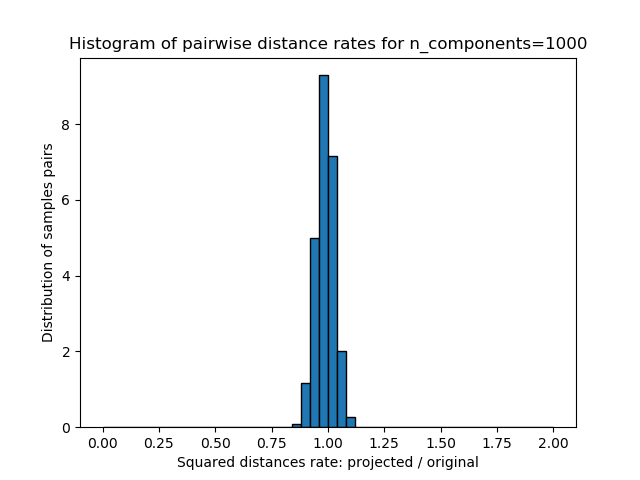 Histogram of pairwise distance rates for n_components=1000
Distribution of samples pairs
8
6
4
2
0
0.00 0.25 0.50 0.75 1.00 1.25 1.50 1.75 2.00
Squared distances rate: projected / original